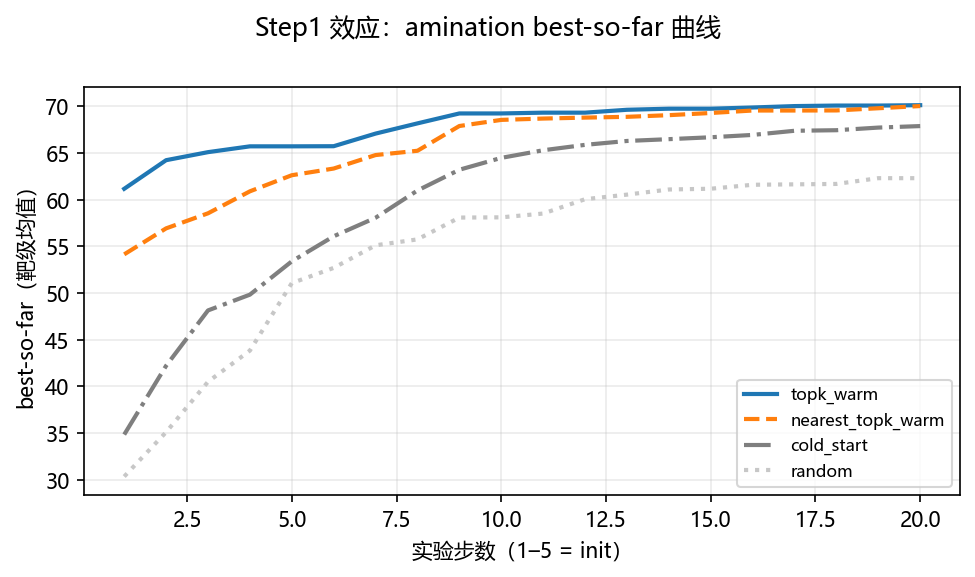 Step1 效应：amination best-so-far 曲线
best-so-far（靶级均值）
70
65
60
55
50
45
40
35
30
2.5
5.0
7.5
10.0
12.5
15.0
17.5
20.0
实验步数（1–5 = init）
topk_warm
nearest_topk_warm
cold_start
random